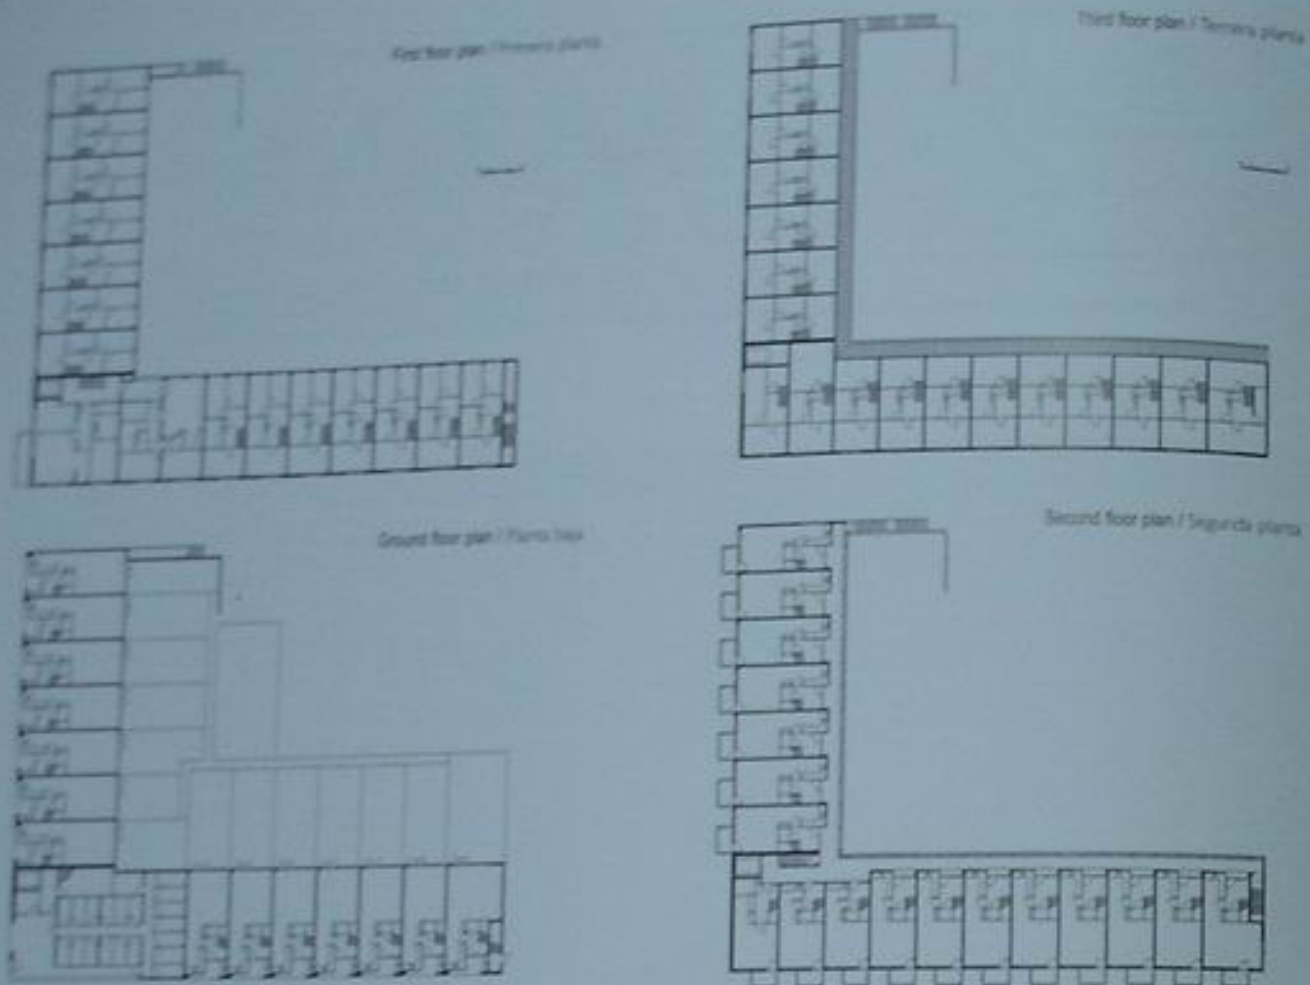 First floor plan / Primera planta
Third floor plan / Tercera planta
Ground floor plan / Planta baja
Second floor plan / Segunda planta